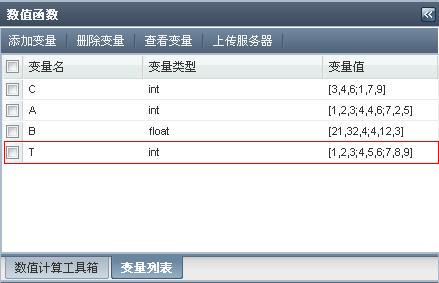 数值函数
添加变量 删除变量 查看变量 上传服务器
变量名 变量类型 变量值
C int [3,4,6;1,7,9]
A int [1,2,3;4,4,6;7,2,5]
B float [21,32,4;4,12,3]
T int [1,2,3;4,5,6;7,8,9]
数值计算工具箱 变量列表